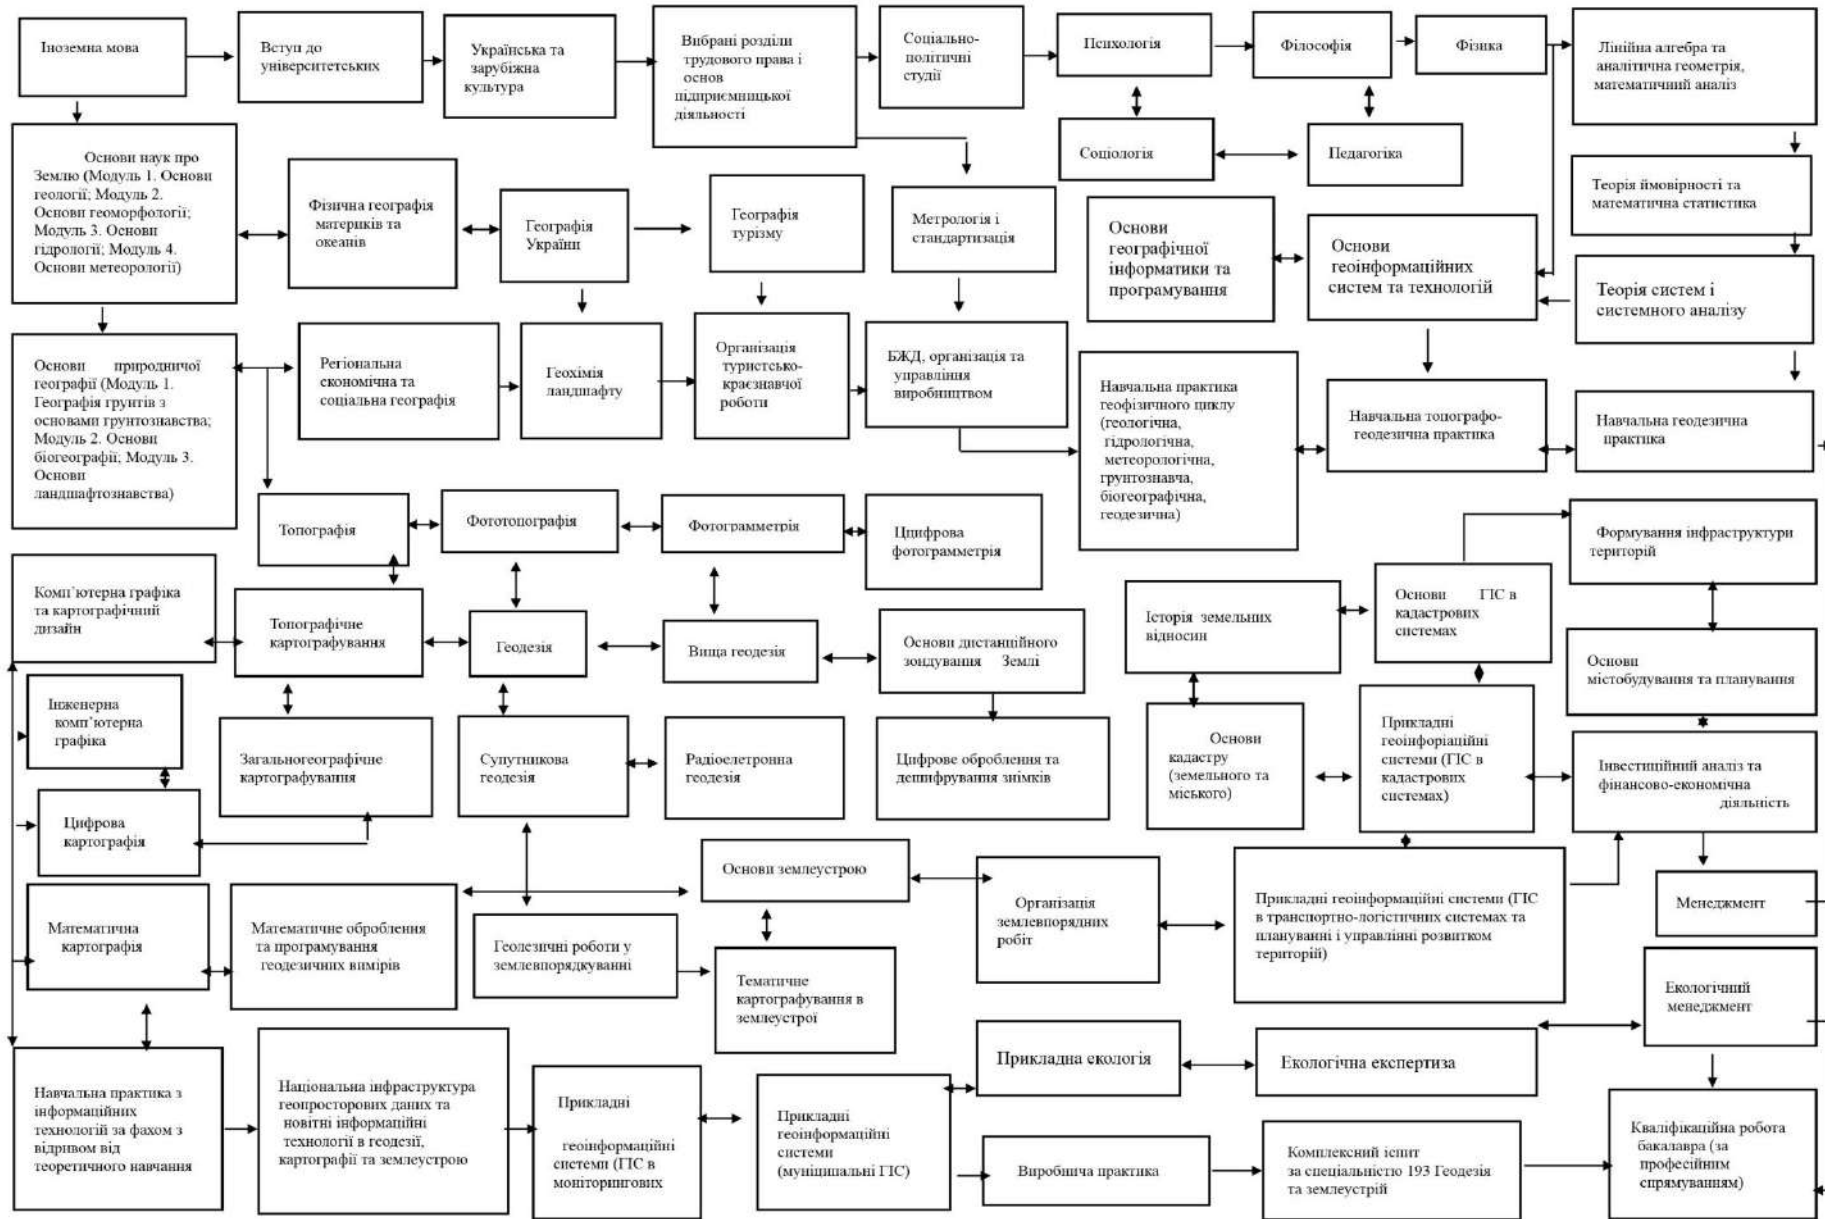 Іноземна мова
Вступ до
університетських
Українська та
зарубіжна
культура
Вибрані розділи
трудового права і
основ
підприємницької
діяльності
Соціально-
політичні
студії
Психологія
Філософія
Фізика
Лінійна алгебра та
аналітична геометрія,
математичний аналіз
Соціологія
Педагогіка
Основи наук про
Землю (Модуль 1. Основи
геології; Модуль 2.
Основи геоморфології;
Модуль 3. Основи
гідрології; Модуль 4.
Основи метеорології)
Фізична географія
материків та
океанів
Географія
України
Географія
туризму
Метрологія і
стандартизація
Основи
географічної
інформатики та
програмування
Основи
геоінформаційних
систем та технологій
Теорія ймовірності та
математична статистика
Теорія систем і
системного аналізу
Основи природничої
географії (Модуль 1.
Географія грунтів з
основами грунтознавства;
Модуль 2. Основи
біогеографії; Модуль 3.
Основи
ландшафтознавства)
Регіональна
економічна та
соціальна географія
Геохімія
ландшафту
Організація
туристсько-
краєзнавчої
роботи
БЖД, організація та
управління
виробництвом
Навчальна практика
геофізичного циклу
(геологічна,
гідрологічна,
метеорологічна,
грунтознавча,
біогеографічна,
геодезична)
Навчальна топографо-
геодезична практика
Навчальна геодезична
практика
Топографія
Фототопографія
Фотограмметрія
Ццифрова
фотограмметрія
Формування інфраструктури
територій
Комп’ютерна графіка
та картографічний
дизайн
Топографічне
картографування
Геодезія
Вища геодезія
Основи дистанційного
зондування Землі
Історія земельних
відносин
Основи ГІС в
кадастрових
системах
Основи
містобудування та планування
Інженерна
комп’ютерна
графіка
Загальногеографічне
картографування
Супутникова
геодезія
Радіоелетронна
геодезія
Цифрове оброблення та
дешифрування знімків
Основи
кадастру
(земельного та
міського)
Прикладні
геоінфоріаційні
системи (ГІС в
кадастрових
системах)
Інвестиційний аналіз та
фінансово-економічна
діяльність
Цифрова
картографія
Основи землеустрою
Організація
землевпорядних
робіт
Прикладні геоінформаційні системи (ГІС
в транспортно-логістичних системах та
плануванні і управлінні розвитком
територій)
Менеджмент
Математична
картографія
Математичне оброблення
та програмування
геодезичних вимірів
Геолезичні роботи у
землевпорядкуванні
Тематичне
картографування в
землеустрої
Екологічний
менеджмент
Прикладна екологія
Екологічна експертиза
Навчальна практика з
інформаційних
технологій за фахом з
відривом від
теоретичного навчання
Національна інфраструктура
геопросторових даних та
новітні інформаційні
технології в геодезії,
картографії та землеустрою
Прикладні
геоінформаційні
системи (ГІС в
моніторингових
Прикладні
геоінформаційні
системи
(муніципальні ГІС)
Виробнича практика
Комплексний іспит
за спеціальністю 193 Геодезія
та землеустрій
Кваліфікаційна робота
бакалавра (за
професійним
спрямуванням)